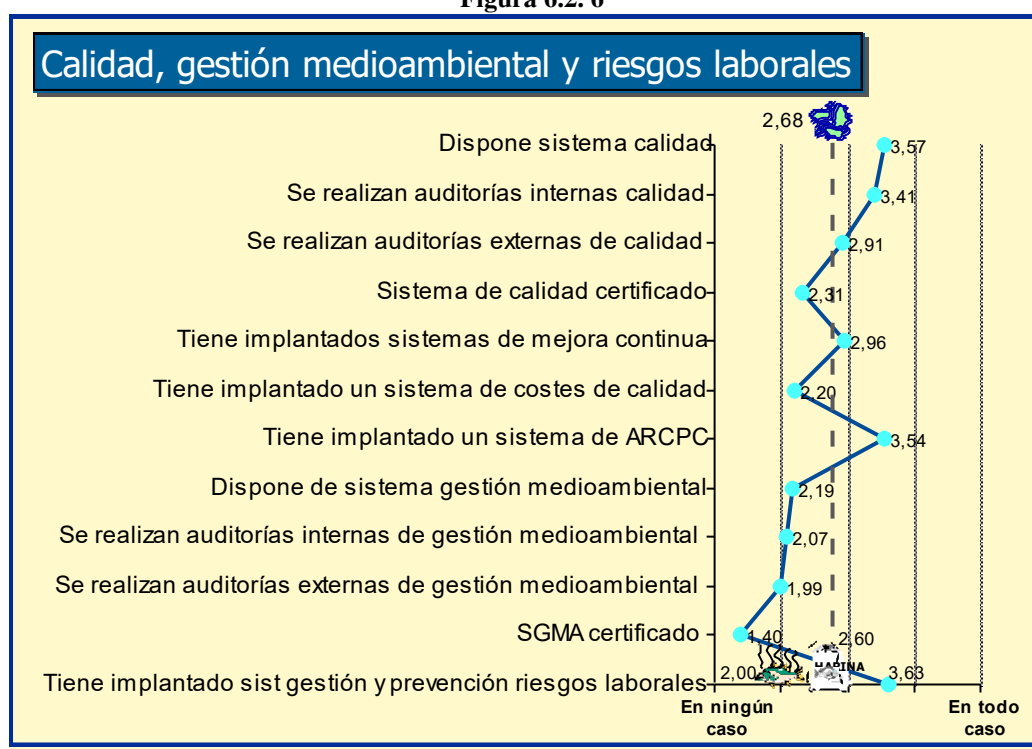 Figura 6.2. 6
Calidad, gestión medioambiental y riesgos laborales
2,68
Dispone sistema calidad
3,57
Se realizan auditorías internas calidad
3,41
Se realizan auditorías externas de calidad
2,91
Sistema de calidad certificado
2,31
Tiene implantados sistemas de mejora continua
2,96
Tiene implantado un sistema de costes de calidad
2,20
Tiene implantado un sistema de ARCPC
3,54
Dispone de sistema gestión medioambiental
2,19
Se realizan auditorías internas de gestión medioambiental
2,07
Se realizan auditorías externas de gestión medioambiental
1,99
SGMA certificado
1,40
2,60
HARINA
Tiene implantado sist gestión y prevención riesgos laborales
2,00
3,63
En ningún caso
En todo caso